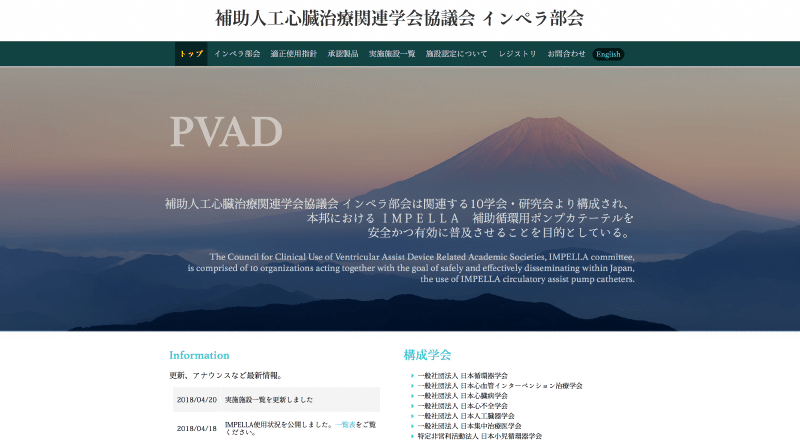 補助人工心臓治療関連学会協議会 インペラ部会
トップ インペラ部会 適正使用指針 承認製品 実施施設一覧 施設認定について レジストリ お問合わせ English
PVAD
補助人工心臓治療関連学会協議会 インペラ部会は関連する10学会・研究会より構成され、
本邦における ＩＭＰＥＬＬＡ　補助循環用ポンプカテーテルを
安全かつ有効に普及させることを目的としている。
The Council for Clinical Use of Ventricular Assist Device Related Academic Societies, IMPELLA committee,
is comprised of 10 organizations acting together with the goal of safely and effectively disseminating within Japan,
the use of IMPELLA circulatory assist pump catheters.
Information
更新、アナウンスなど最新情報。
2018/04/20 実施施設一覧を更新しました
2018/04/18 IMPELLA使用状況を公開しました。一覧表をご覧
ください。
構成学会
一般社団法人 日本循環器学会
一般社団法人 日本心血管インターベンション治療学会
一般社団法人 日本心臓病学会
一般社団法人 日本心不全学会
一般社団法人 日本人工臓器学会
一般社団法人 日本集中治療医学会
特定非営利活動法人 日本小児循環器学会